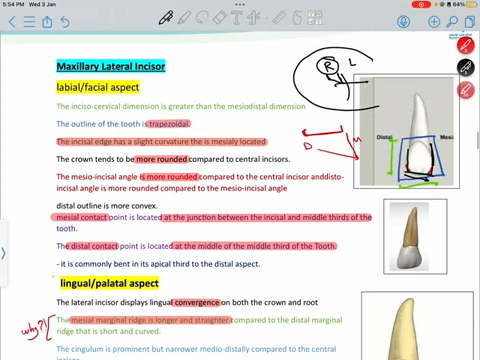 5:54 PM Wed 3 Jan
64%
Maxillary Lateral Incisor
labial/facial aspect
The inciso-cervical dimension is greater than the mesiodistal dimension
The outline of the tooth is trapezoidal.
The incisal edge has a slight curvature the is mesialy located
The crown tends to be more rounded compared to central incisors.
The mesio-incisal angle is more rounded compared to the central incisor anddisto-
incisal angle is more rounded compared to the mesio-incisal angle
distal outline is more convex.
mesial contact point is located at the junction between the incisal and middle thirds of the
tooth.
The distal contact point is located at the middle of the middle third of the Tooth.
- it is commonly bent in its apical third to the distal aspect.
R L
D M
Distal Mesi
lingual/palatal aspect
The lateral incisor displays lingual convergence on both the crown and root
why?!
The mesial marginal ridge is longer and straighter compared to the distal marginal
ridge that is short and curved.
The cingulum is prominent but narrower medio-distally compared to the central